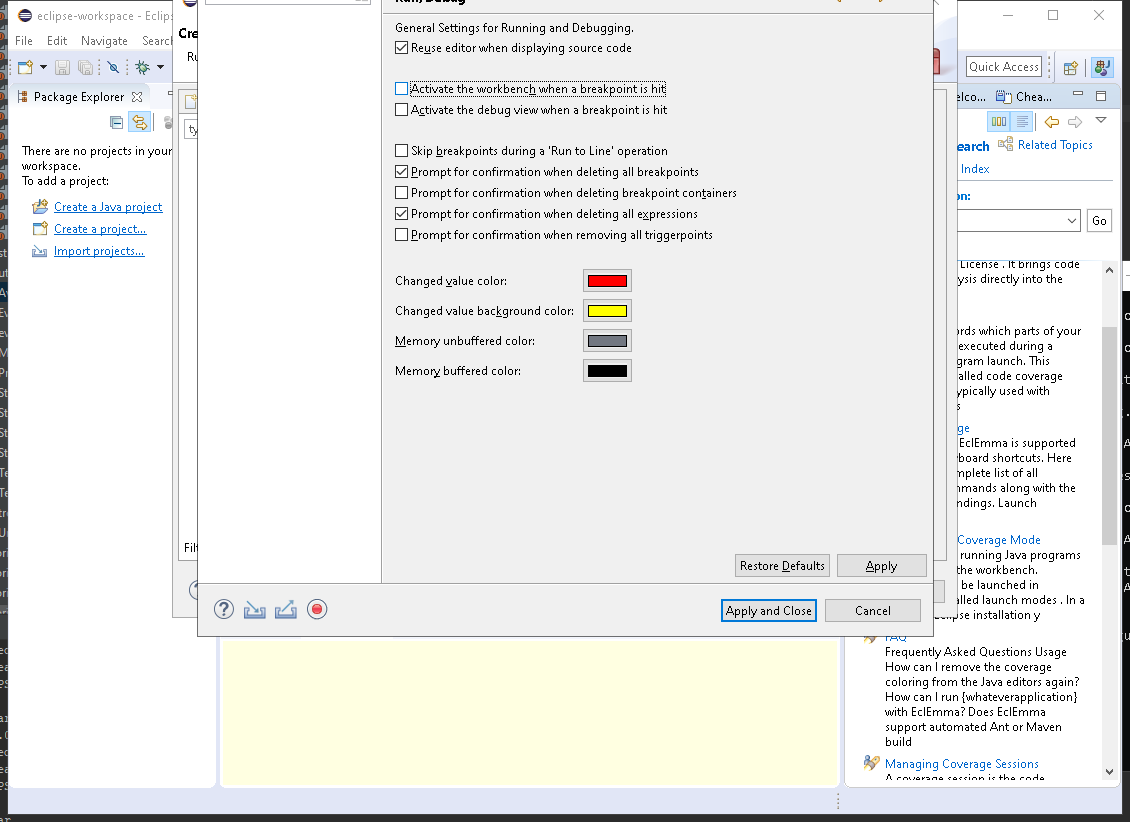 eclipse-workspace - Eclips
File Edit Navigate Search
Quick Access
Package Explorer
There are no projects in your
workspace.
To add a project:
Create a Java project
Create a project...
Import projects...
Run, Debug
General Settings for Running and Debugging.
Reuse editor when displaying source code
Activate the workbench when a breakpoint is hit
Activate the debug view when a breakpoint is hit
Skip breakpoints during a 'Run to Line' operation
Prompt for confirmation when deleting all breakpoints
Prompt for confirmation when deleting breakpoint containers
Prompt for confirmation when deleting all expressions
Prompt for confirmation when removing all triggerpoints
Changed value color:
Changed value background color:
Memory unbuffered color:
Memory buffered color:
Restore Defaults
Apply
Apply and Close
Cancel
elco...
Chea...
earch
Related Topics
Index
on:
Go
License . It brings code
ysis directly into the
rds which parts of your
executed during a
gram launch. This
alled code coverage
ypically used with
s
ge
EclEmma is supported
board shortcuts. Here
mplete list of all
mmands along with the
ndings. Launch
Coverage Mode
running Java programs
the workbench.
be launched in
alled launch modes . In a
clipse installation y
FAQ
Frequently Asked Questions Usage
How can I remove the coverage
coloring from the Java editors again?
How can I run {whateverapplication}
with EclEmma? Does EclEmma
support automated Ant or Maven
build
Managing Coverage Sessions
A coverage session is the code